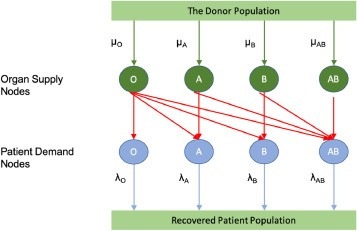 The Donor Population
μO μA μB μAB
Organ Supply
Nodes
O A B AB
Patient Demand
Nodes
O A B AB
λO λA λB λAB
Recovered Patient Population